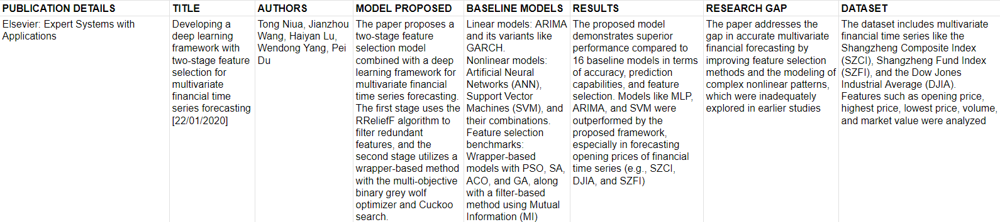 PUBLICATION DETAILS
TITLE
AUTHORS
MODEL PROPOSED
BASELINE MODELS
RESULTS
RESEARCH GAP
DATASET
Elsevier: Expert Systems with
Applications
Developing a
deep learning
framework with
two-stage feature
selection for
multivariate
financial time
series forecasting
[22/01/2020]
Tong Niua, Jianzhou
Wang, Haiyan Lu,
Wendong Yang, Pei
Du
The paper proposes a
two-stage feature
selection model
combined with a deep
learning framework for
multivariate financial
time series forecasting.
The first stage uses the
RReliefF algorithm to
filter redundant
features, and the
second stage utilizes a
wrapper-based method
with the multi-objective
binary grey wolf
optimizer and Cuckoo
search.
Linear models: ARIMA
and its variants like
GARCH.
Nonlinear models:
Artificial Neural
Networks (ANN),
Support Vector
Machines (SVM), and
their combinations.
Feature selection
benchmarks:
Wrapper-based
models with PSO, SA,
ACO, and GA, along
with a filter-based
method using Mutual
Information (MI)
The proposed model
demonstrates superior
performance compared to
16 baseline models in terms
of accuracy, prediction
capabilities, and feature
selection. Models like MLP,
ARIMA, and SVM were
outperformed by the
proposed framework,
especially in forecasting
opening prices of financial
time series (e.g., SZCI,
DJIA, and SZFI)
The paper addresses the
gap in accurate multivariate
financial forecasting by
improving feature selection
methods and the modeling of
complex nonlinear patterns,
which were inadequately
explored in earlier studies
The dataset includes multivariate
financial time series like the
Shangzheng Composite Index
(SZCI), Shangzheng Fund Index
(SZFI), and the Dow Jones
Industrial Average (DJIA).
Features such as opening price,
highest price, lowest price, volume,
and market value were analyzed